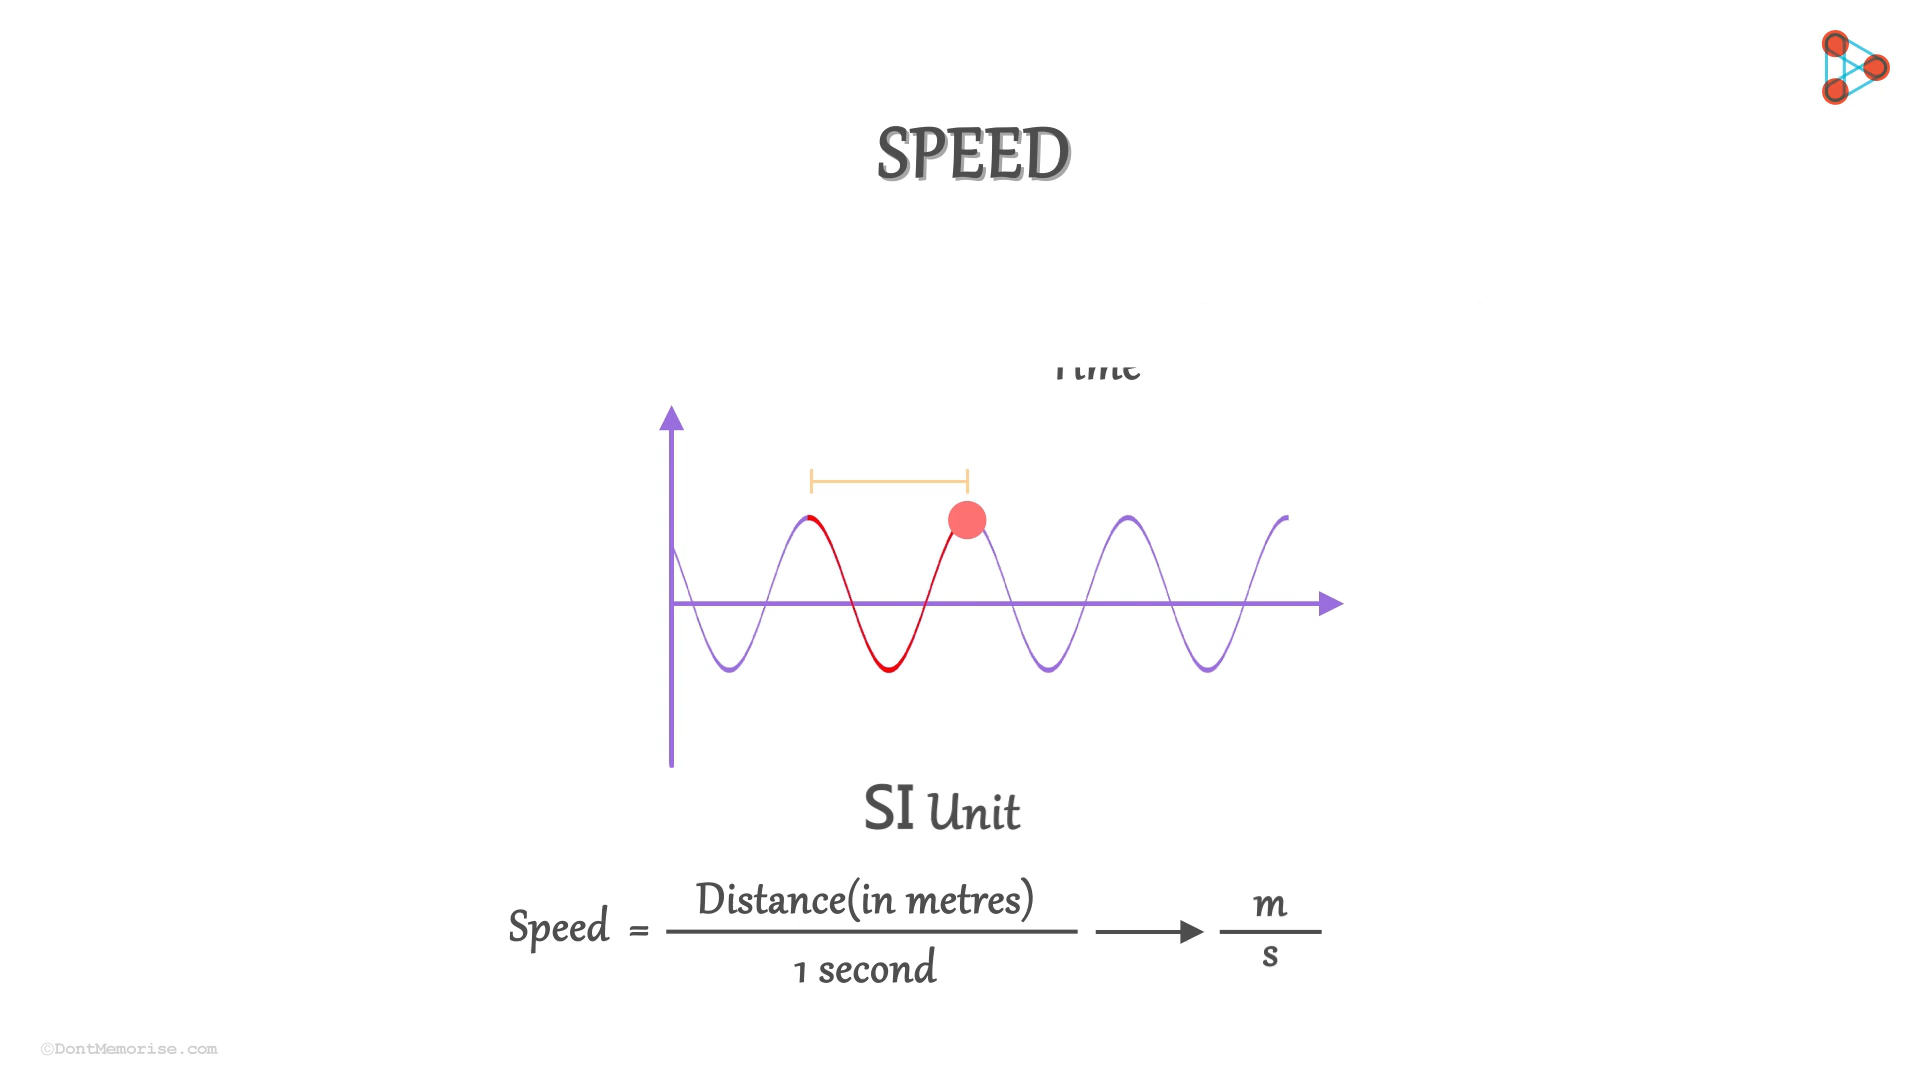 SPEED
SI Unit
Speed = Distance(in metres) / 1 second → m / s
©DontMemorise.com